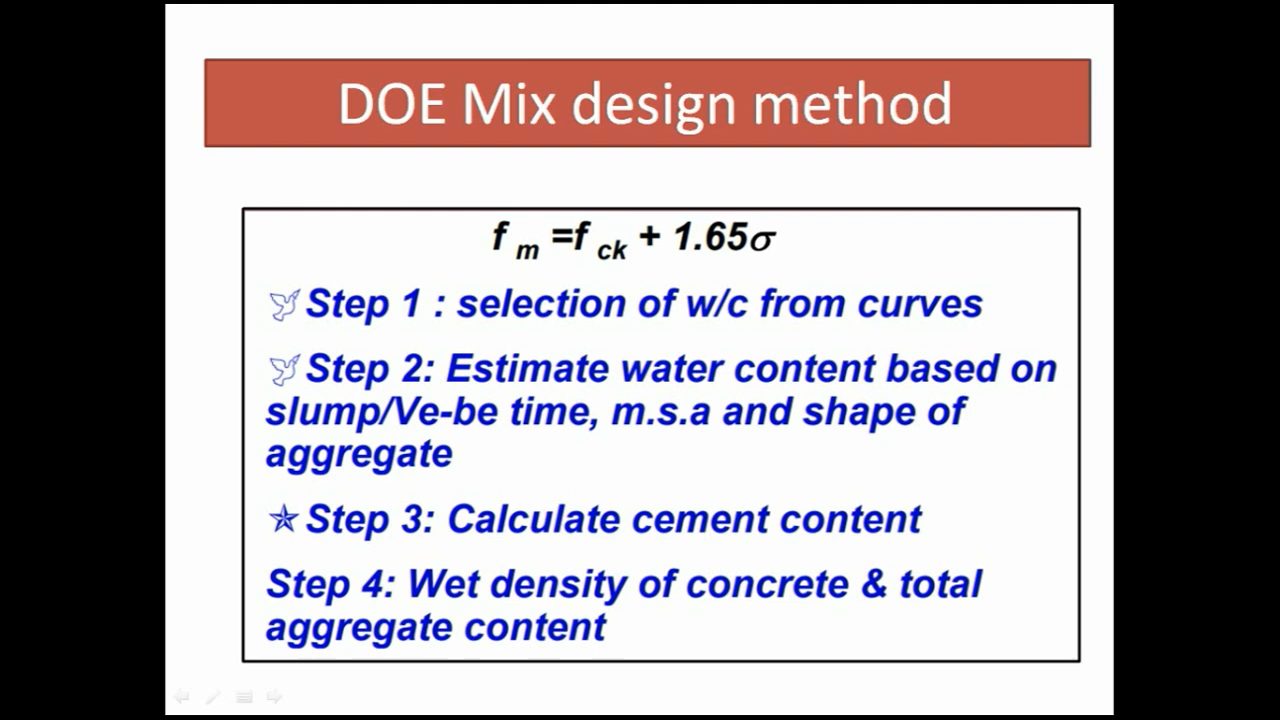 DOE Mix design method
f m =f ck + 1.65σ
Step 1 : selection of w/c from curves
Step 2: Estimate water content based on
slump/Ve-be time, m.s.a and shape of
aggregate
Step 3: Calculate cement content
Step 4: Wet density of concrete & total
aggregate content